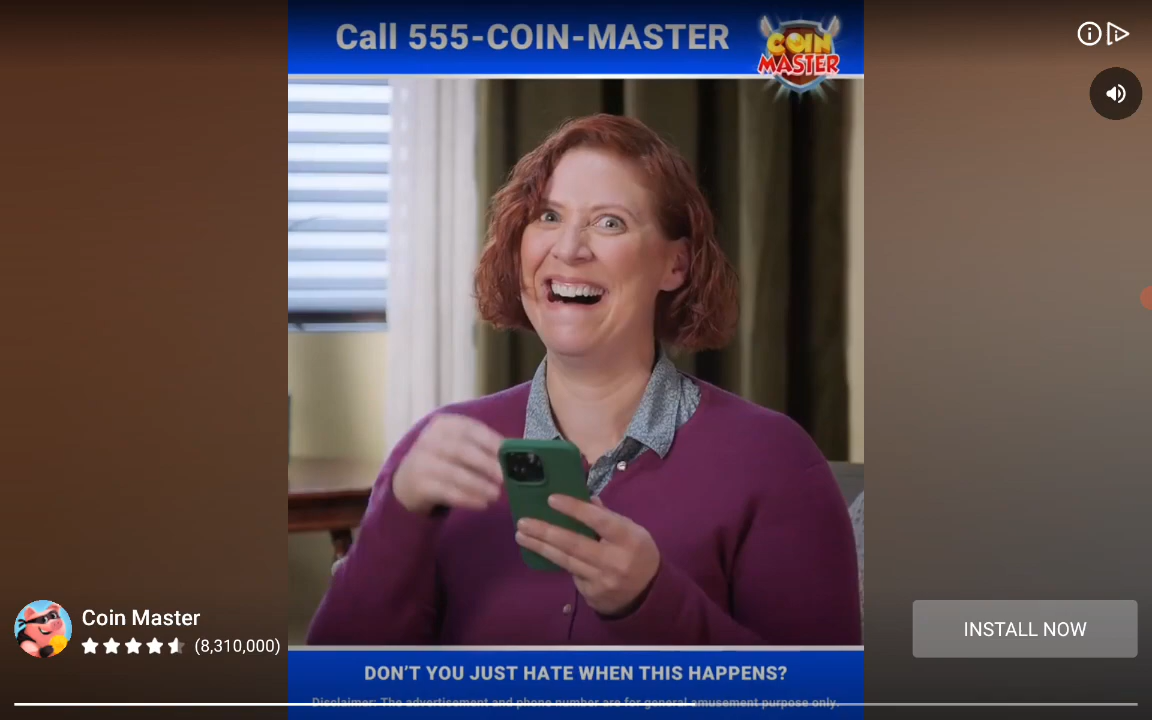 Call 555-COIN-MASTER
COIN
MASTER
Coin Master
(8,310,000)
INSTALL NOW
DON'T YOU JUST HATE WHEN THIS HAPPENS?
Disclaimer: The advertisement and phone number are for general amusement purpose only.